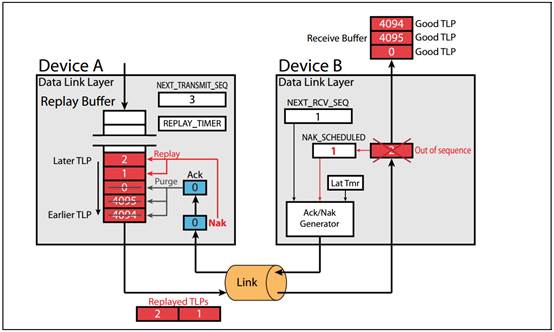 4094 Good TLP
Receive Buffer 4095 Good TLP
0 Good TLP
Device A
Data Link Layer
Replay Buffer
NEXT_TRANSMIT_SEQ
3
REPLAY_TIMER
Later TLP
2
1
0
4095
4094
Earlier TLP
Replay
Purge
Ack
0
0
Nak
Device B
Data Link Layer
NEXT_RCV_SEQ
1
NAK_SCHEDULED
1
Out of sequence
Lat Tmr
Ack/Nak
Generator
Link
Replayed TLPs
2 1